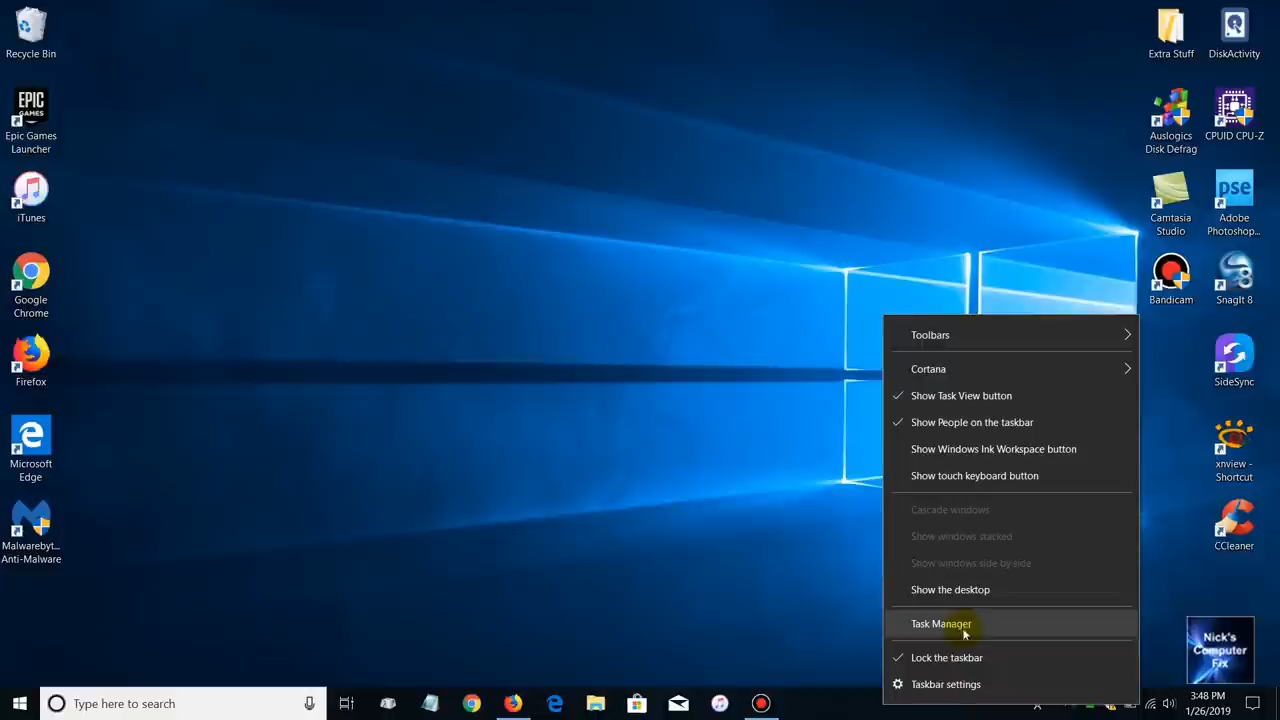 Recycle Bin
EPIC
GAMES
Epic Games
Launcher
iTunes
Google
Chrome
Firefox
Microsoft
Edge
Malwarebyt...
Anti-Malware
Extra Stuff
DiskActivity
Auslogics
Disk Defrag
CPUID CPU-Z
Camtasia
Studio
pse
Adobe
Photoshop...
Bandicam
SnagIt 8
SideSync
xnview -
Shortcut
CCleaner
Toolbars
Cortana
Show Task View button
Show People on the taskbar
Show Windows Ink Workspace button
Show touch keyboard button
Cascade windows
Show windows stacked
Show windows side by side
Show the desktop
Task Manager
Lock the taskbar
Taskbar settings
Nick's
Computer
Fix
Type here to search
3:48 PM
1/26/2019